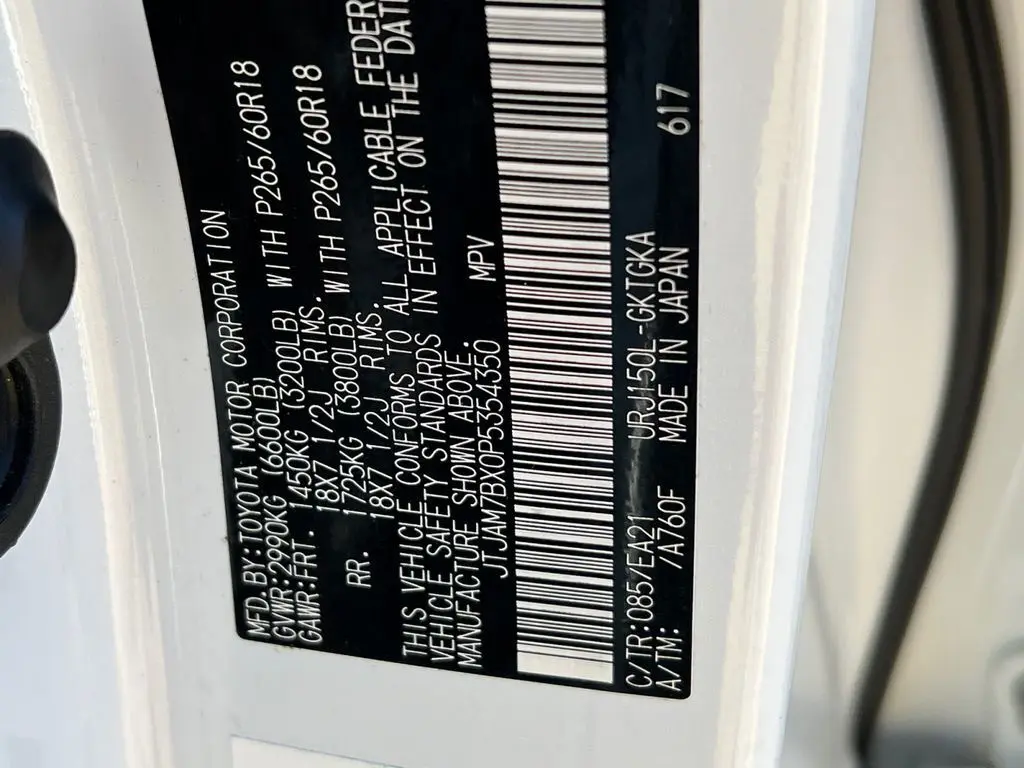 MFD.BY:TOYOTA MOTOR CORPORATION
GVWR:2990KG (6600LB)
GAWR:FRT. 1450KG (3200LB) WITH P265/60R18
18X7 1/2J RIMS.
RR. 1725KG (3800LB) WITH P265/60R18
18X7 1/2J RIMS.
THIS VEHICLE CONFORMS TO ALL APPLICABLE FEDER
VEHICLE SAFETY STANDARDS IN EFFECT ON THE DATE
MANUFACTURE SHOWN ABOVE.
JTJAM7BX0P5354350 MPV
C/TR:085/EA21 URJ150L-GKTGKA
A/TM: /A760F MADE IN JAPAN 617